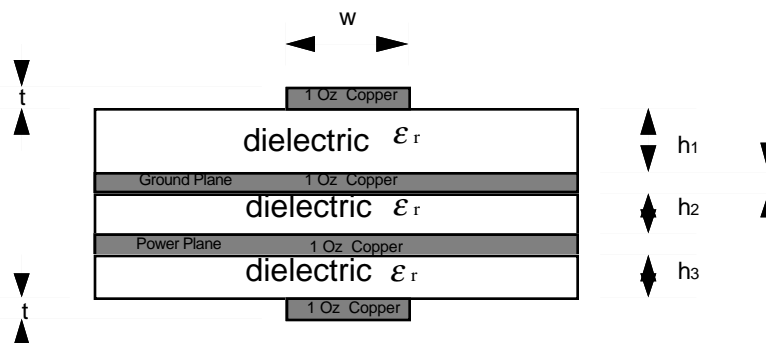 w
t
1 Oz Copper
dielectric εr
h1
Ground Plane 1 Oz Copper
dielectric εr
h2
Power Plane 1 Oz Copper
dielectric εr
h3
t
1 Oz Copper